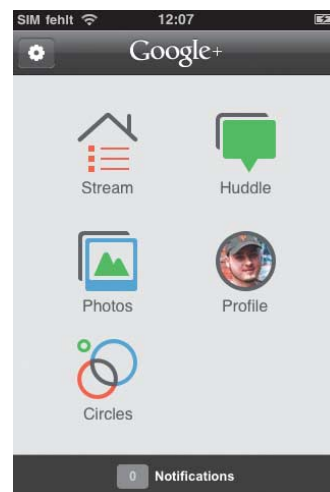 SIM fehlt 12:07
Google+
Stream Huddle
Photos Profile
Circles
0 Notifications